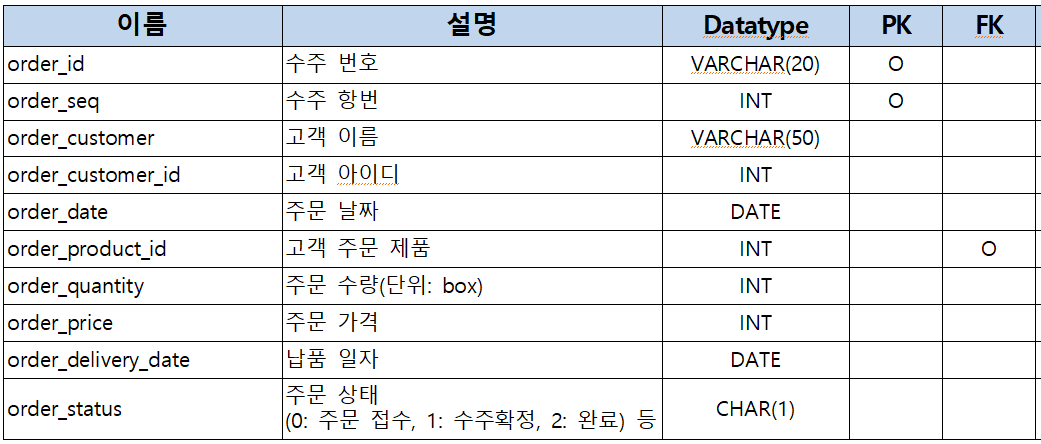 이름 설명 Datatype PK FK
order_id 수주 번호 VARCHAR(20) O
order_seq 수주 항번 INT O
order_customer 고객 이름 VARCHAR(50)
order_customer_id 고객 아이디 INT
order_date 주문 날짜 DATE
order_product_id 고객 주문 제품 INT O
order_quantity 주문 수량(단위: box) INT
order_price 주문 가격 INT
order_delivery_date 납품 일자 DATE
order_status 주문 상태 CHAR(1)
(0: 주문 접수, 1: 수주확정, 2: 완료) 등